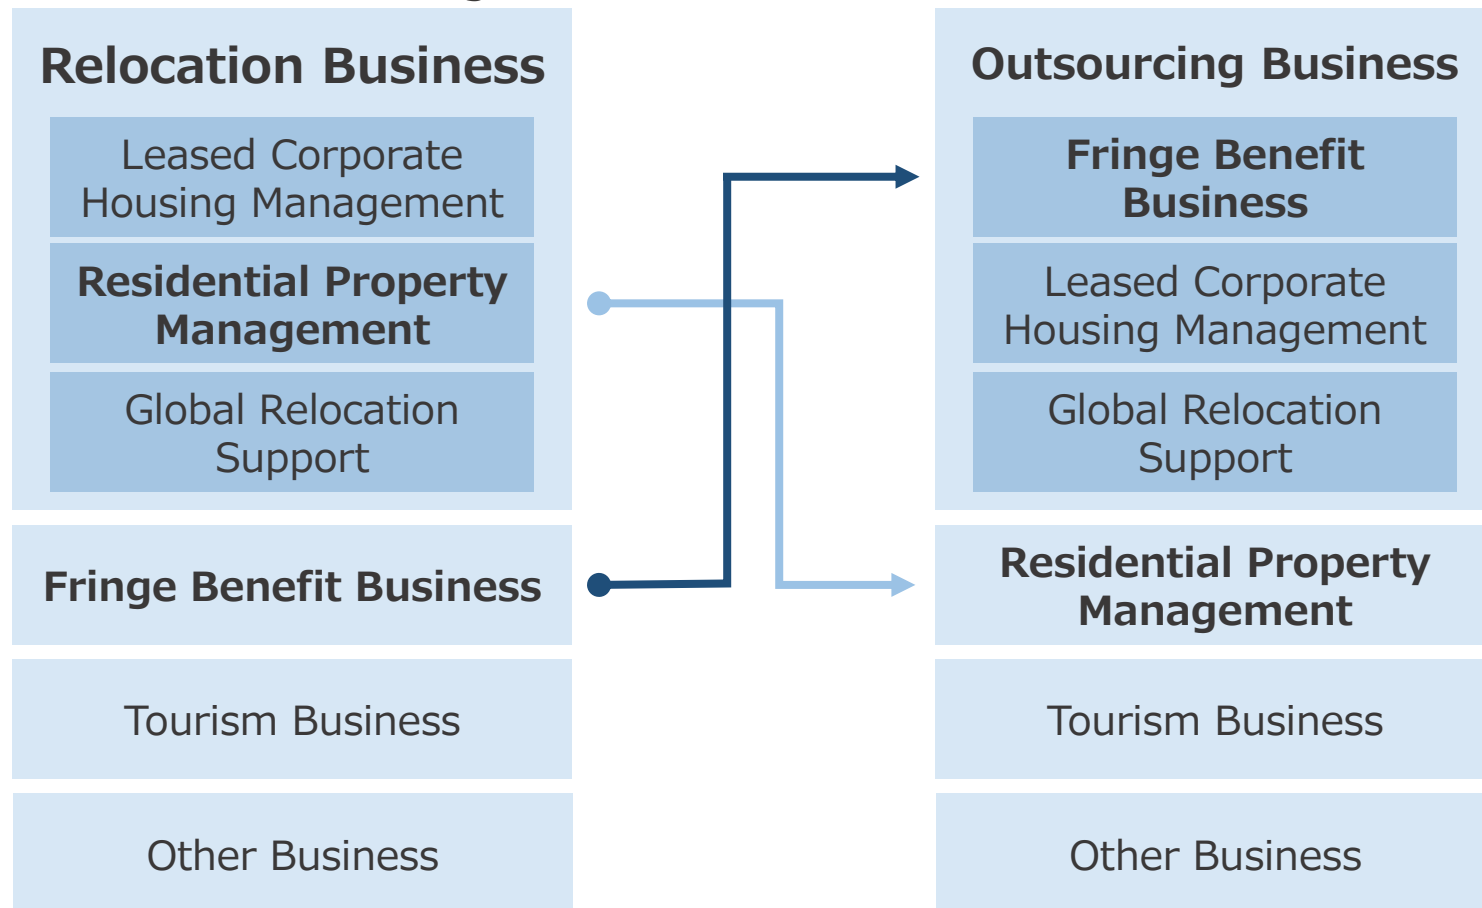 Relocation Business
Leased Corporate
Housing Management
Residential Property
Management
Global Relocation
Support
Fringe Benefit Business
Tourism Business
Other Business
Outsourcing Business
Fringe Benefit
Business
Leased Corporate
Housing Management
Global Relocation
Support
Residential Property
Management
Tourism Business
Other Business